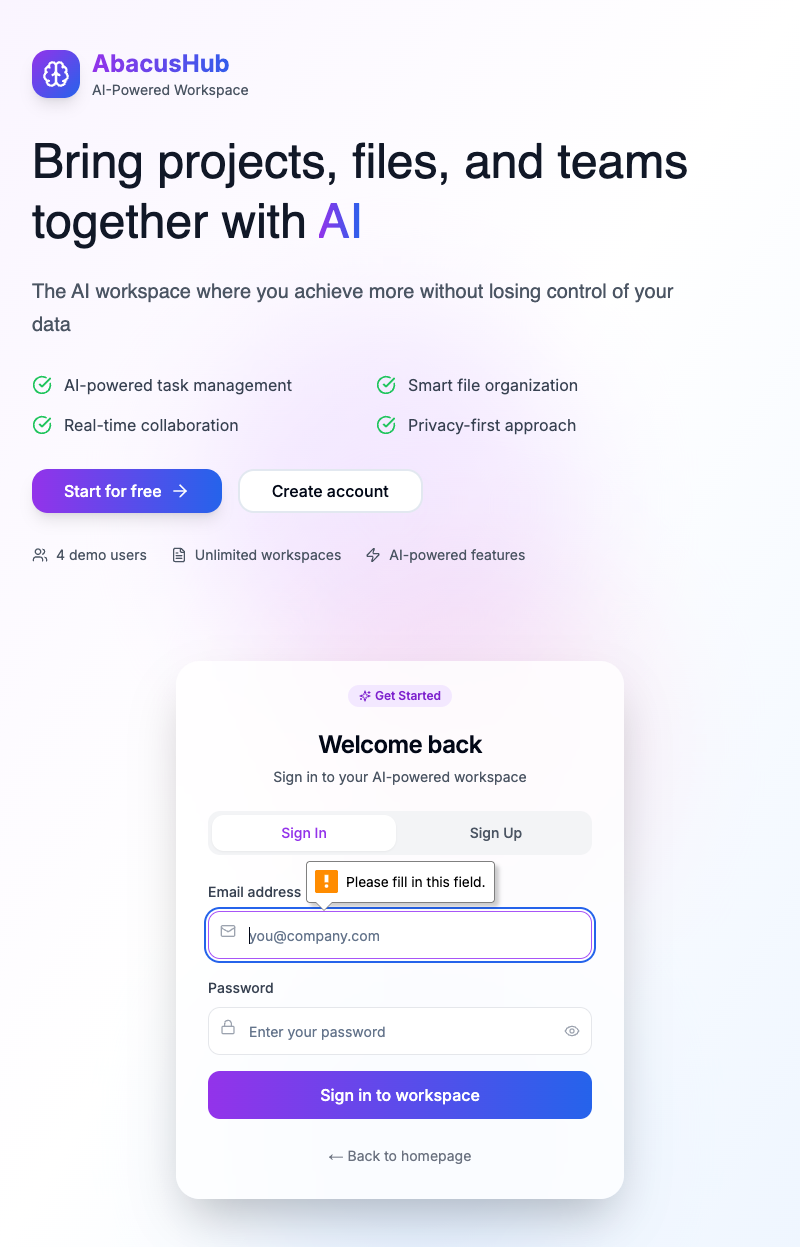 AbacusHub
AI-Powered Workspace
Bring projects, files, and teams
together with AI
The AI workspace where you achieve more without losing control of your
data
AI-powered task management
Smart file organization
Real-time collaboration
Privacy-first approach
Start for free
Create account
4 demo users
Unlimited workspaces
AI-powered features
Get Started
Welcome back
Sign in to your AI-powered workspace
Sign In
Sign Up
Please fill in this field.
Email address
you@company.com
Password
Enter your password
Sign in to workspace
← Back to homepage